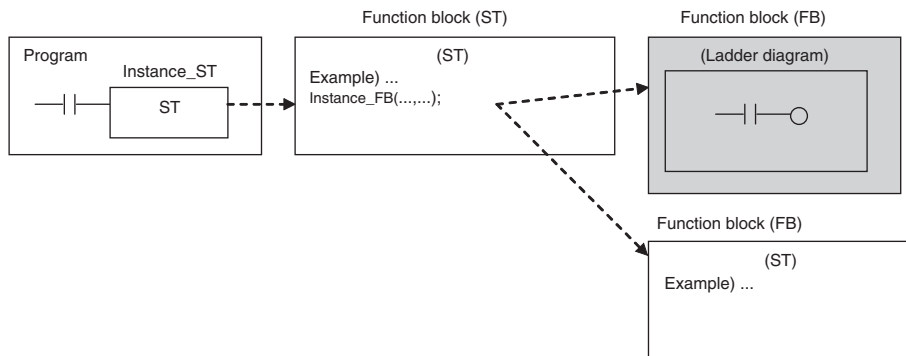 Program
Instance_ST
ST
Function block (ST)
(ST)
Example) ...
Instance_FB(...,...);
Function block (FB)
(Ladder diagram)
Function block (FB)
(ST)
Example) ...